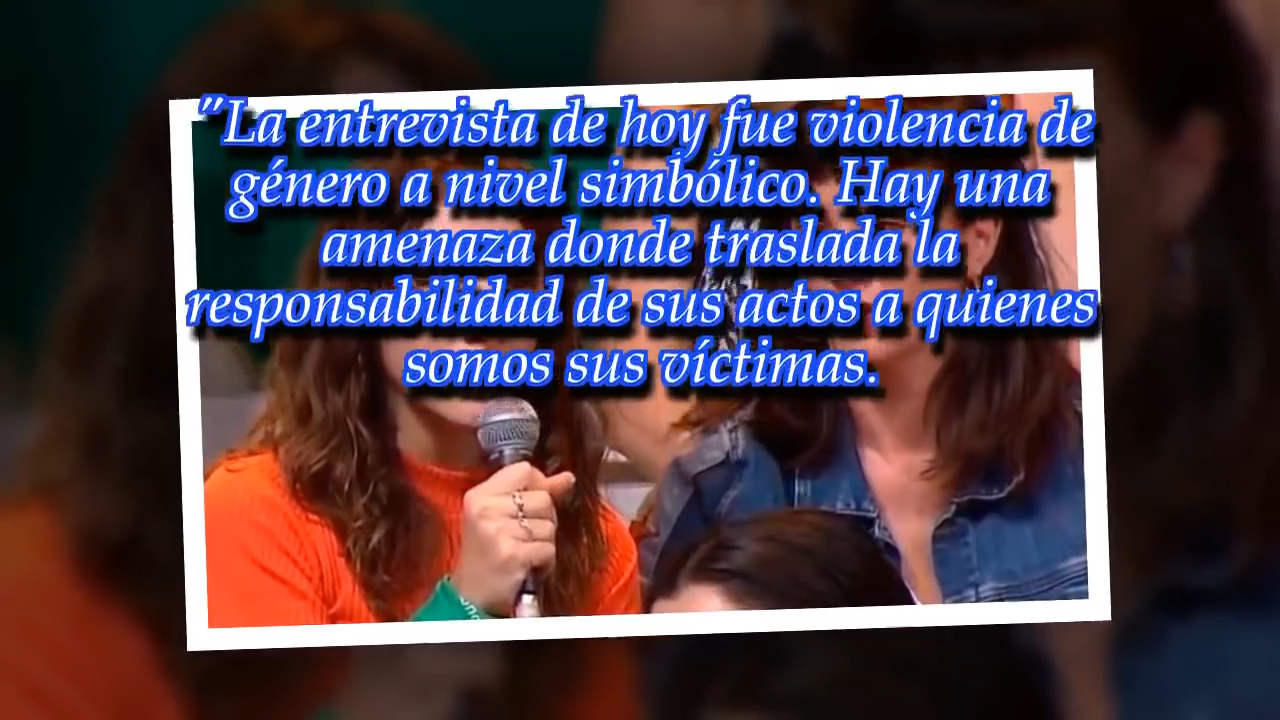 "La entrevista de hoy fue violencia de
género a nivel simbólico. Hay una
amenaza donde traslada la
responsabilidad de sus actos a quienes
somos sus víctimas.